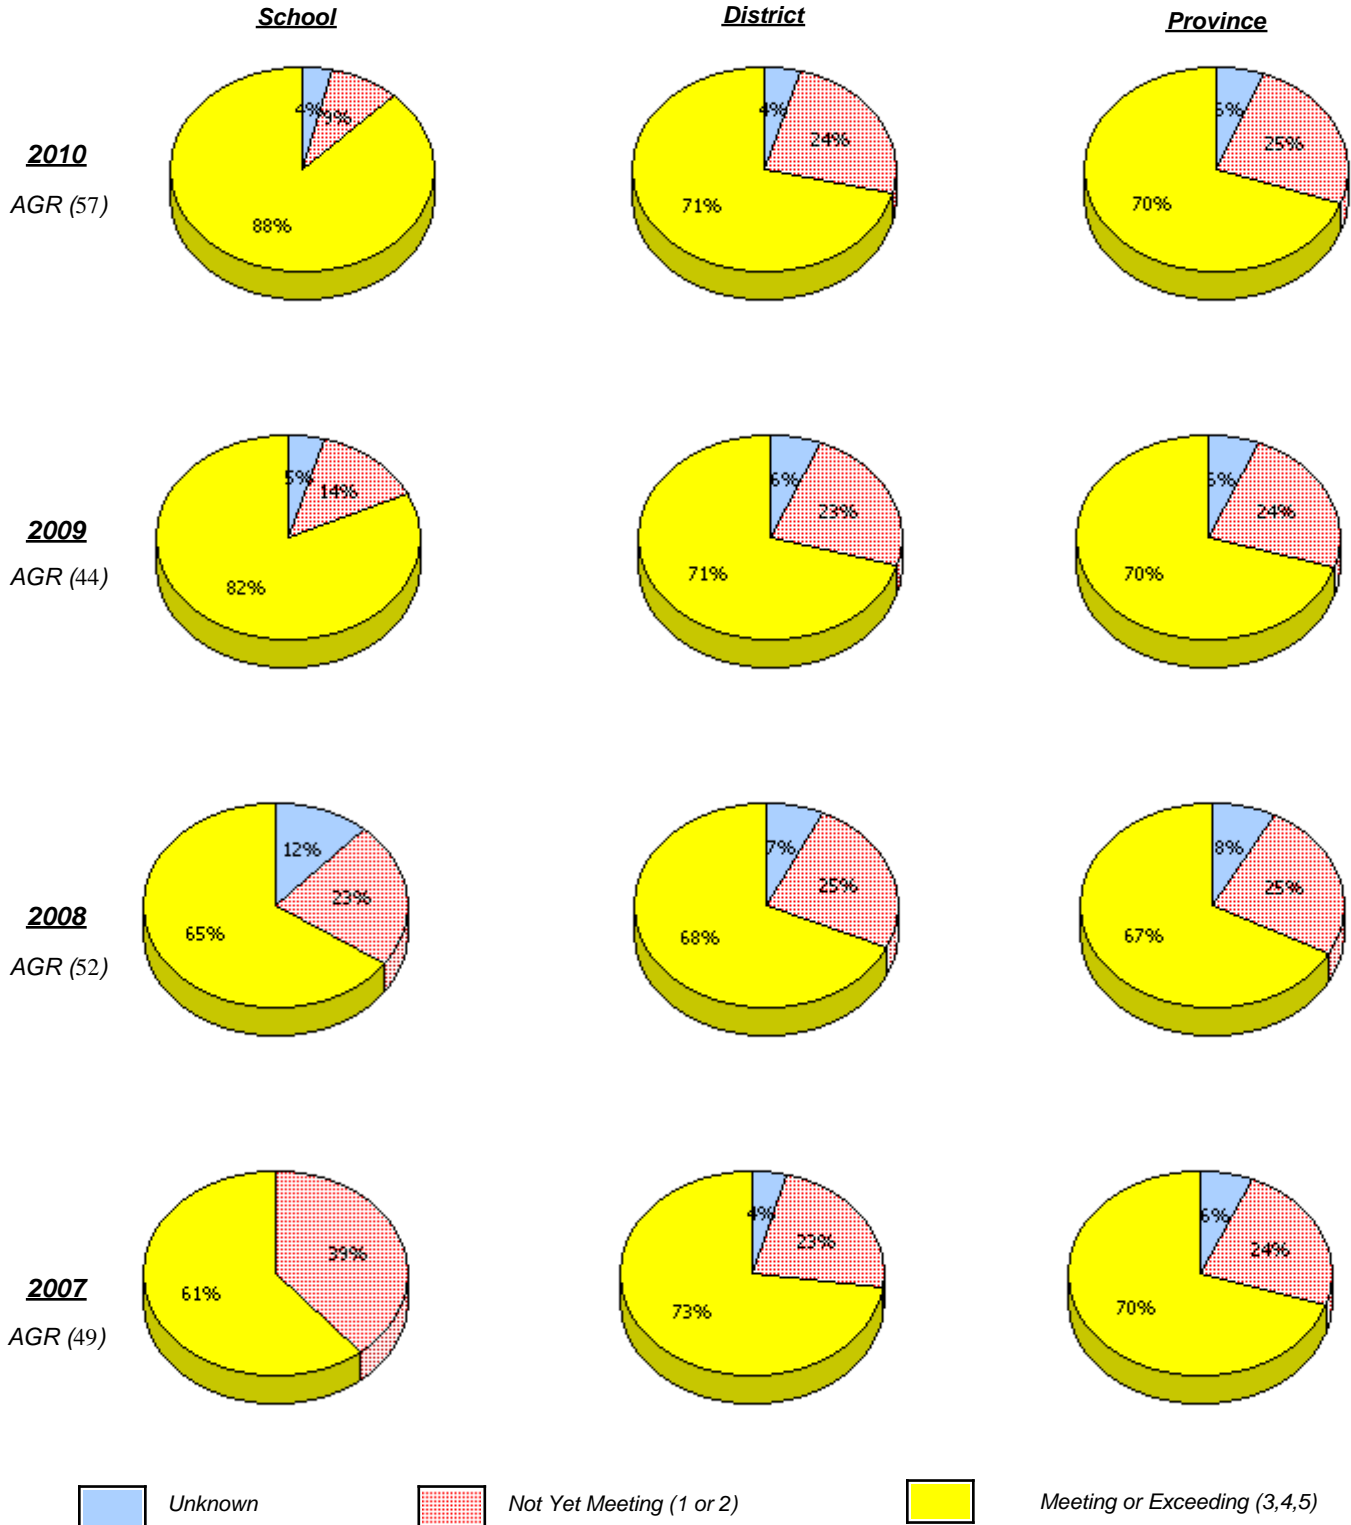 School District Province
2010
AGR (57)
4% 9% 88%
4% 24% 71%
25% 70%
2009
AGR (44)
5% 14% 82%
6% 23% 71%
24% 70%
2008
AGR (52)
12% 23% 65%
7% 25% 68%
8% 25% 67%
2007
AGR (49)
39% 61%
4% 23% 73%
6% 24% 70%
Unknown Not Yet Meeting (1 or 2) Meeting or Exceeding (3,4,5)